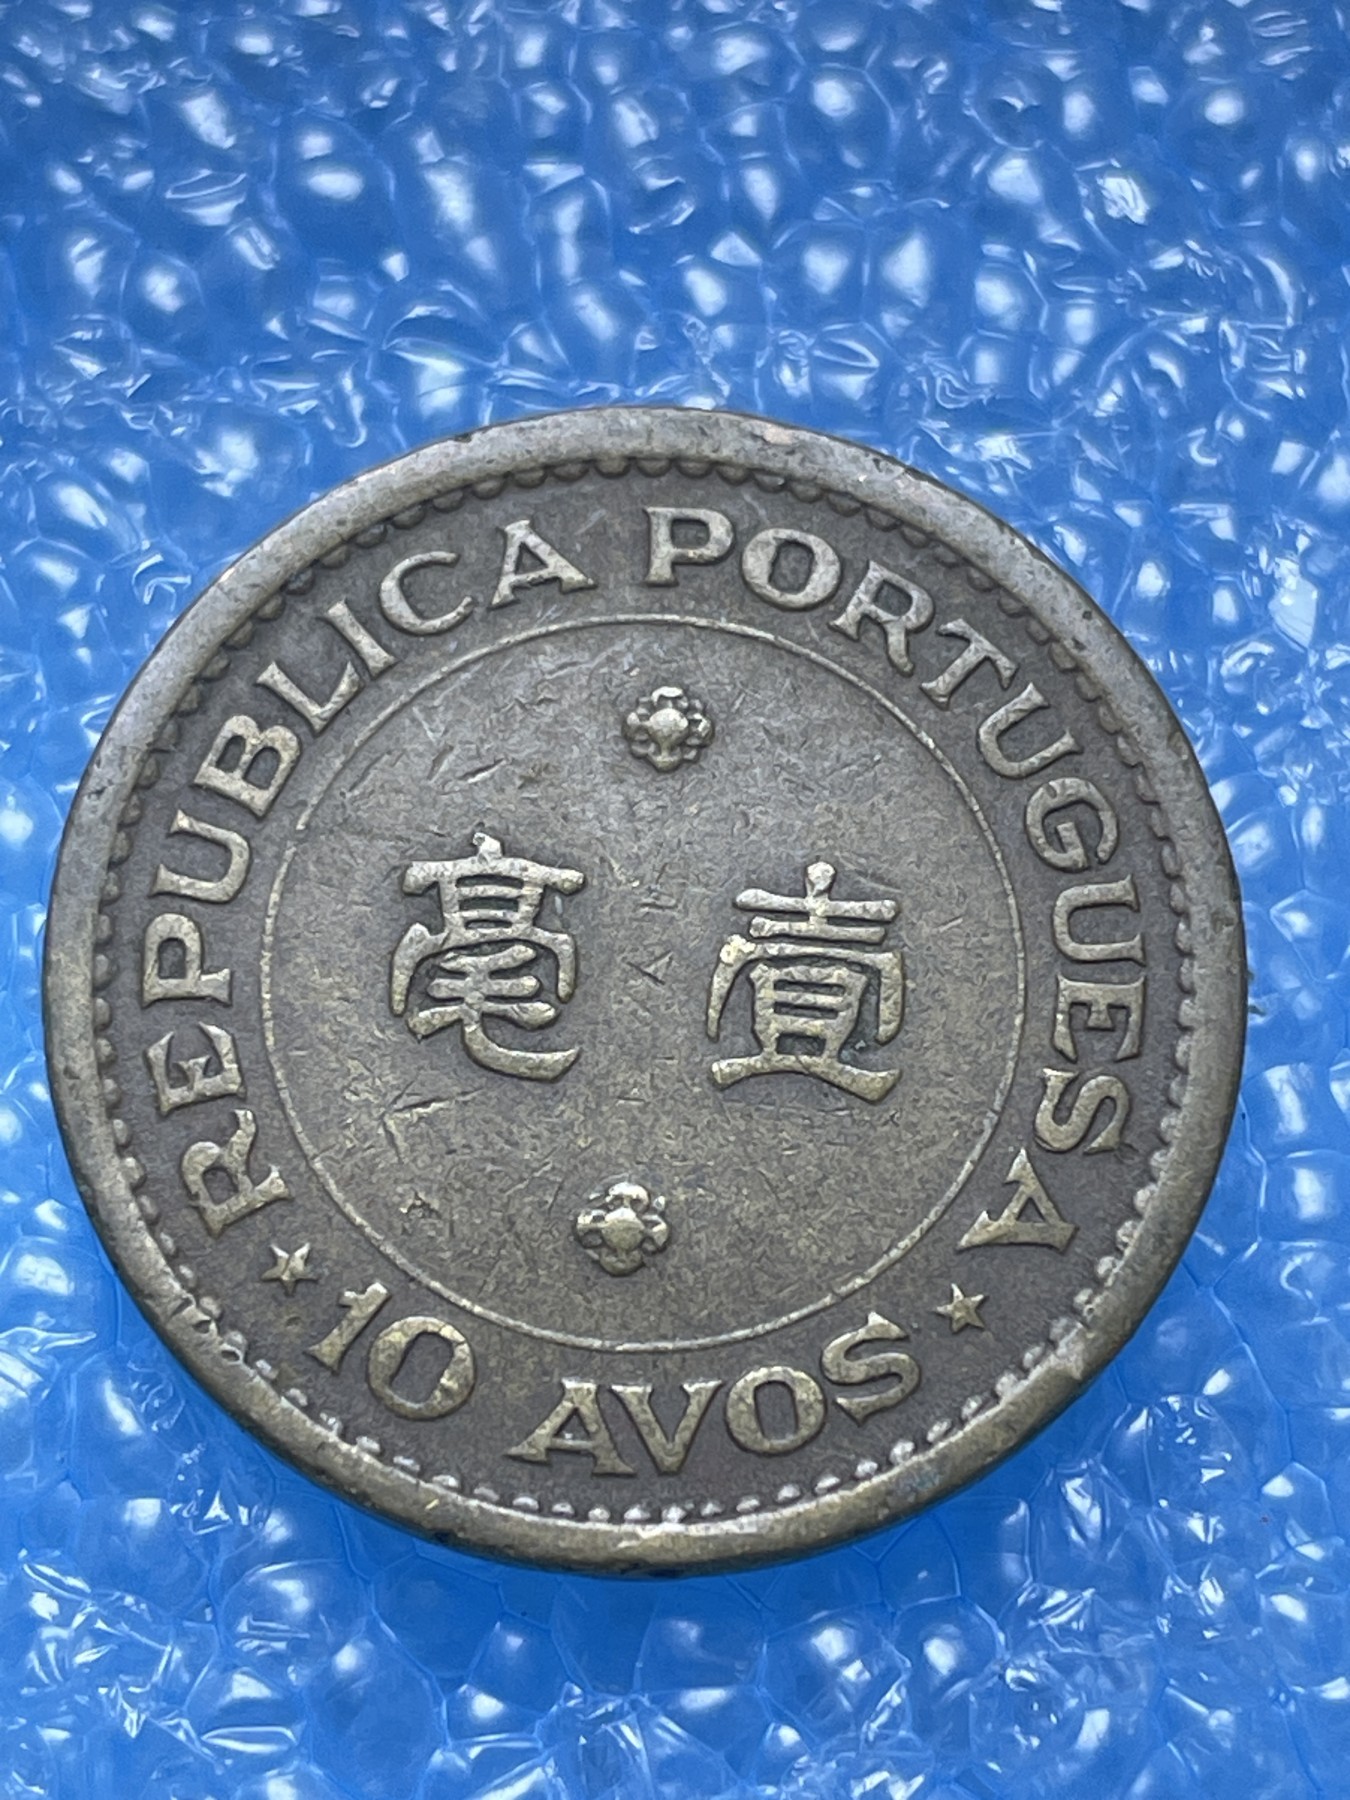 REPUBLICA PORTUGUESA
壹毫
★ 10 AVOS ★